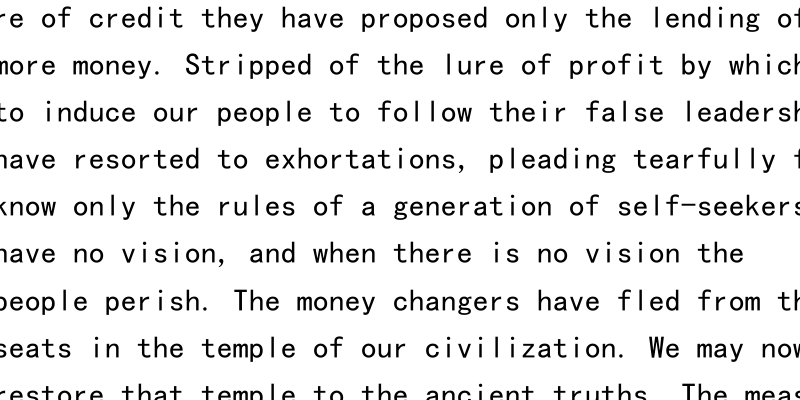 re of credit they have proposed only the lending of
more money. Stripped of the lure of profit by which
to induce our people to follow their false leadersh
have resorted to exhortations, pleading tearfully f
know only the rules of a generation of self-seekers
have no vision, and when there is no vision the
people perish. The money changers have fled from th
seats in the temple of our civilization. We may now
restore that temple to the ancient truths. The meas